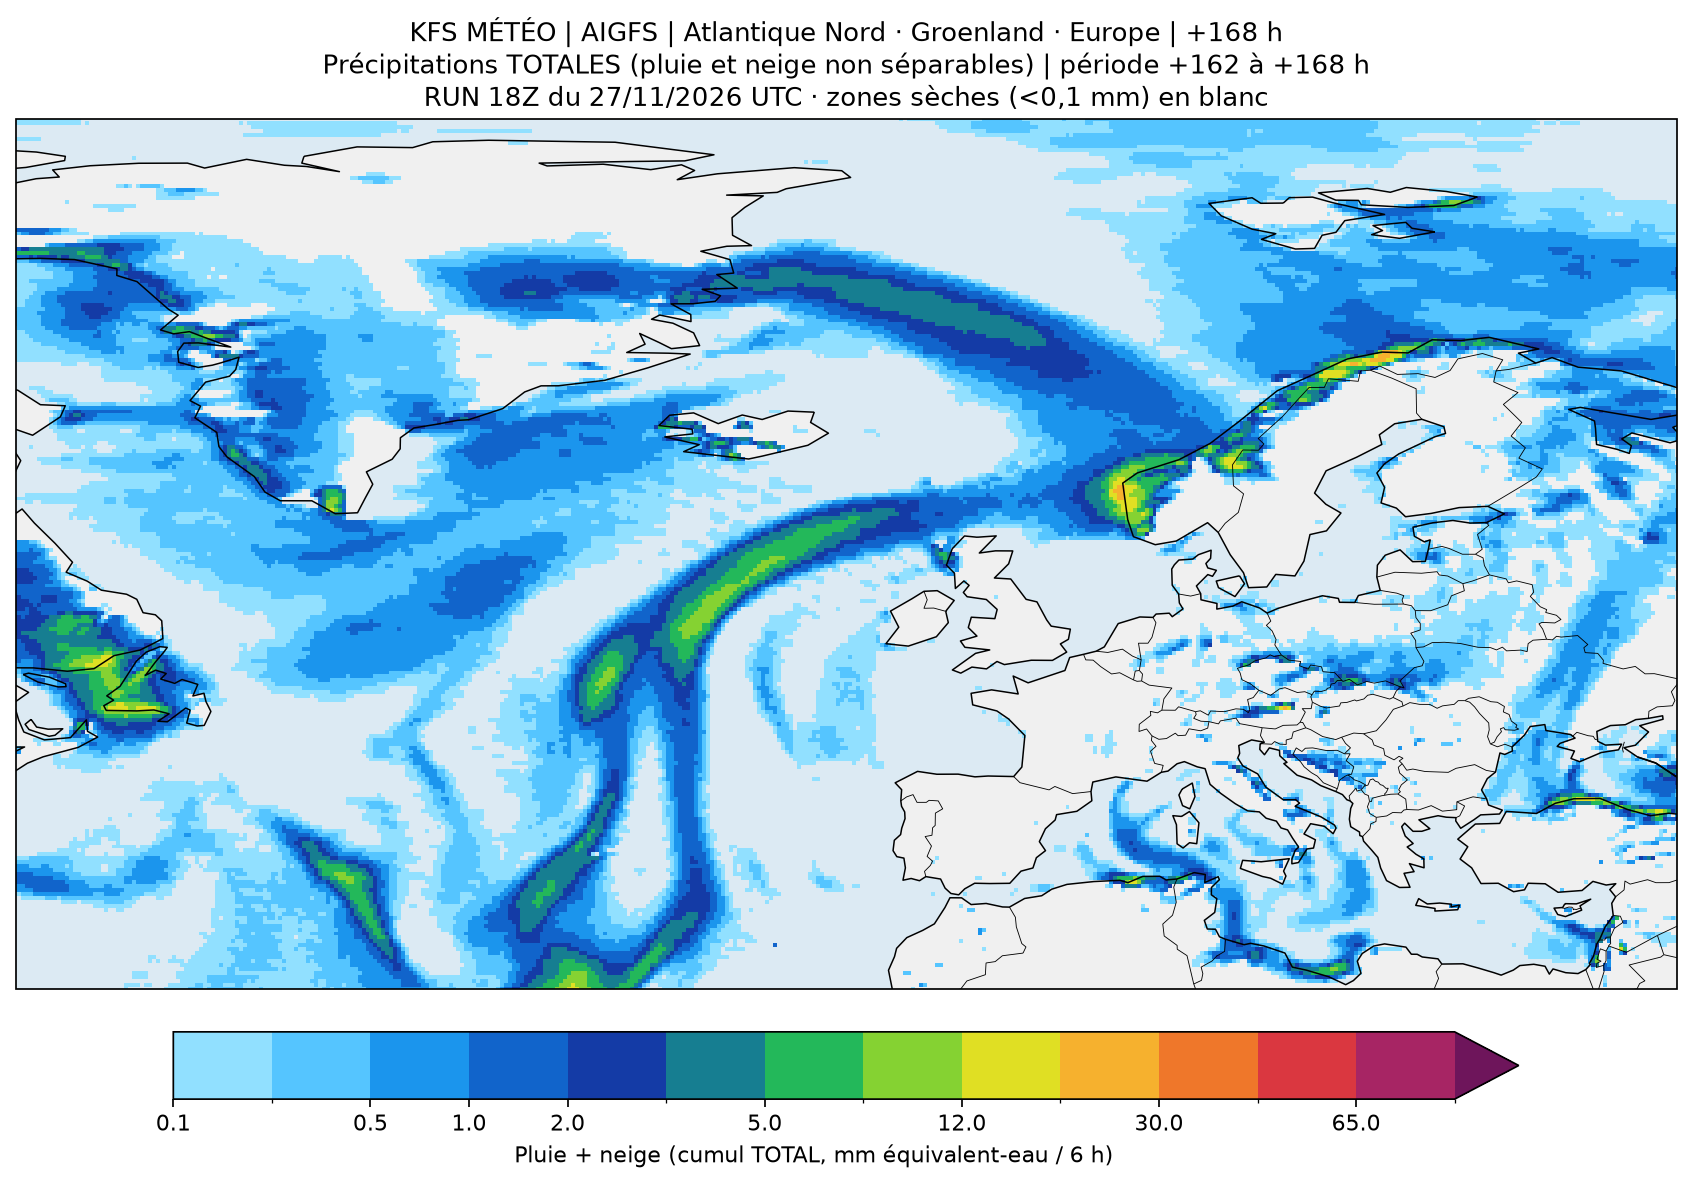 KFS MÉTÉO | AIGFS | Atlantique Nord · Groenland · Europe | +168 h
Précipitations TOTALES (pluie et neige non séparables) | période +162 à +168 h
RUN 18Z du 27/11/2026 UTC · zones sèches (<0,1 mm) en blanc
0.1 0.5 1.0 2.0 5.0 12.0 30.0 65.0
Pluie + neige (cumul TOTAL, mm équivalent-eau / 6 h)